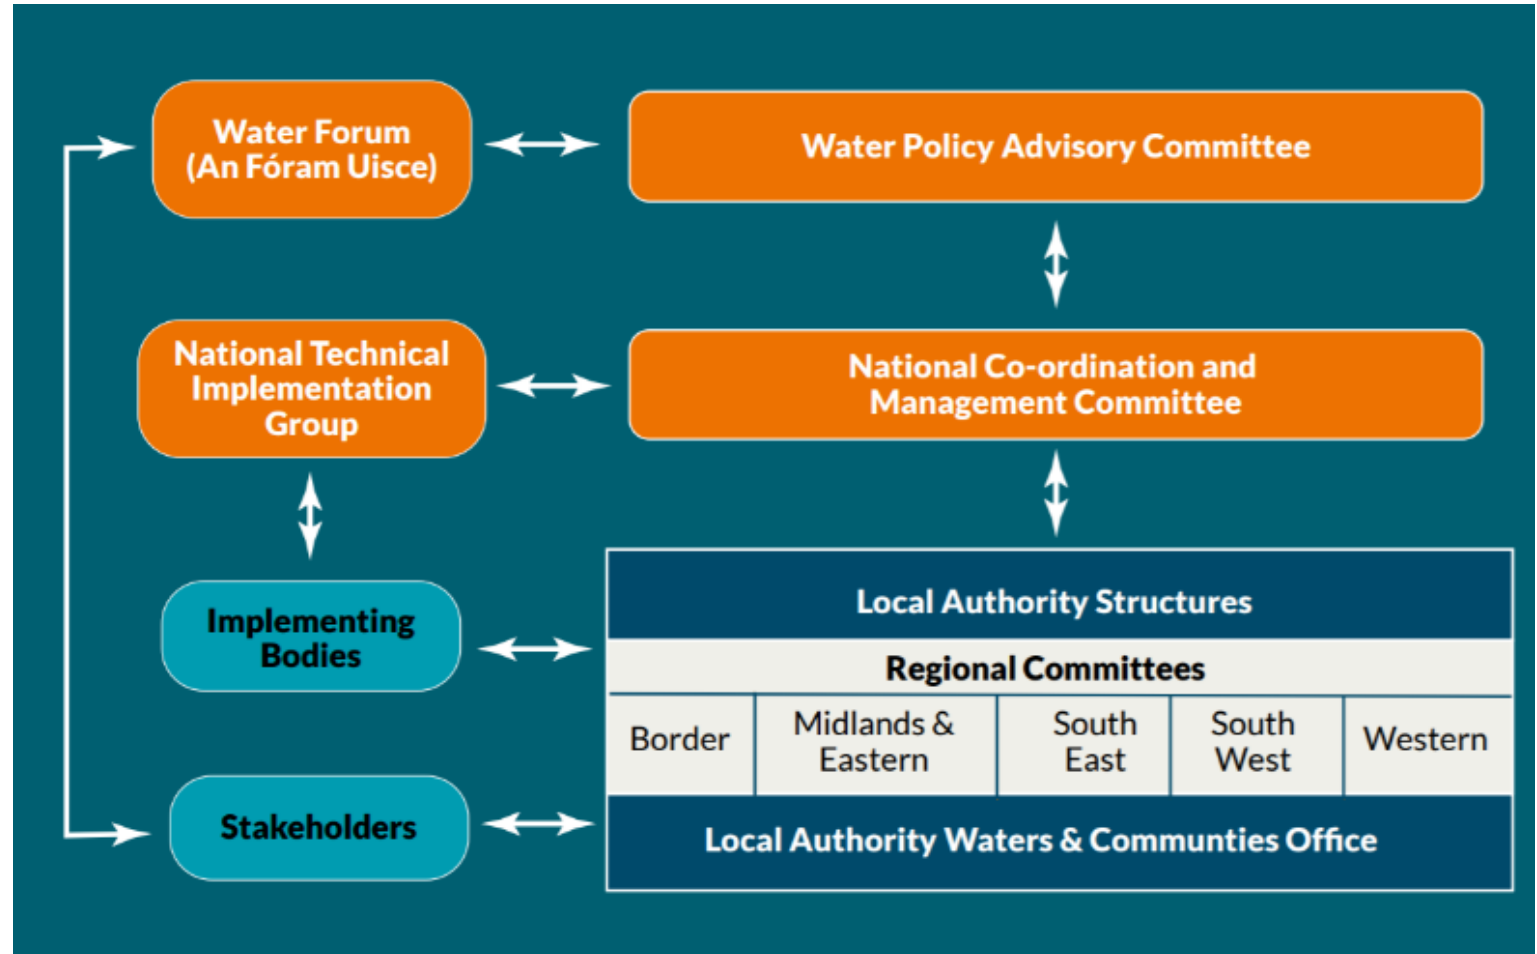 Water Forum
(An Fóram Uisce)
Water Policy Advisory Committee
National Technical
Implementation
Group
National Co-ordination and
Management Committee
Implementing
Bodies
Local Authority Structures
Regional Committees
Border
Midlands &
Eastern
South
East
South
West
Western
Stakeholders
Local Authority Waters & Communties Office